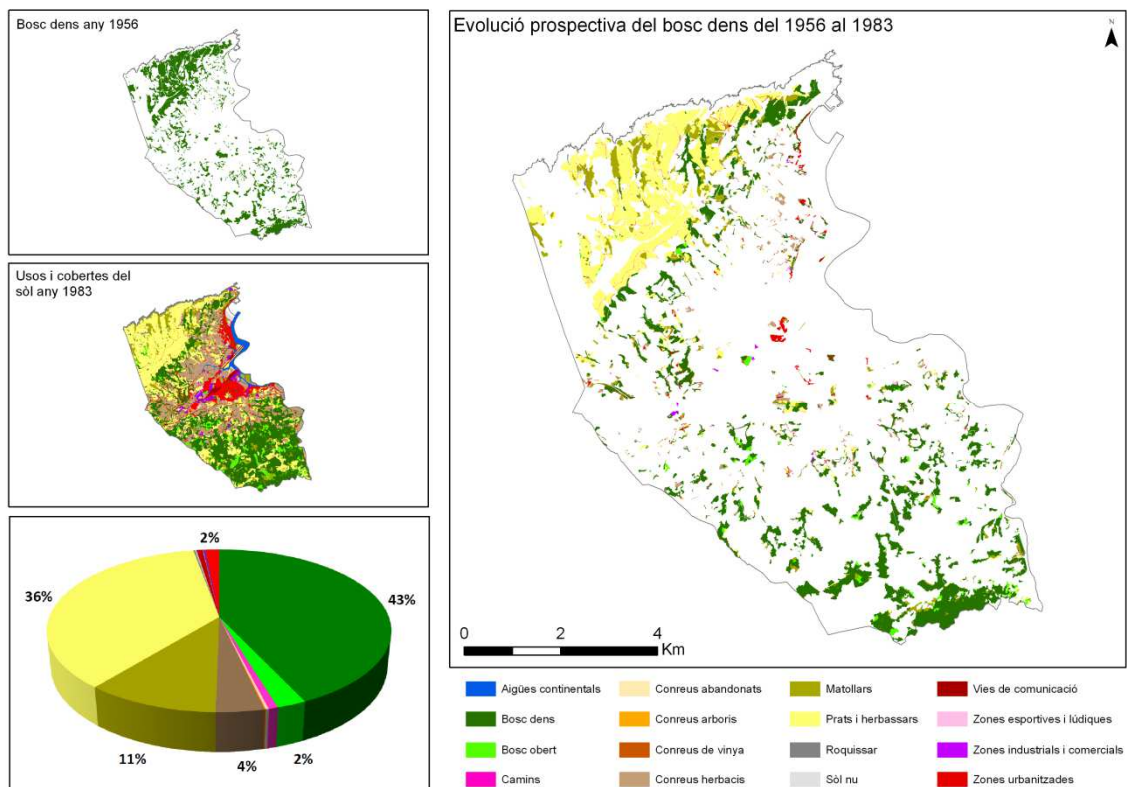 Bosc dens any 1956
Usos i cobertes del
sòl any 1983
2%
36%
43%
11%
4%
2%
Evolució prospectiva del bosc dens del 1956 al 1983
N
0
2
4
Km
Aigües continentals
Bosc dens
Bosc obert
Camins
Conreus abandonats
Conreus arboris
Conreus de vinya
Conreus herbacis
Matollars
Prats i herbassars
Roquissar
Sòl nu
Vies de comunicació
Zones esportives i lúdiques
Zones industrials i comercials
Zones urbanitzades